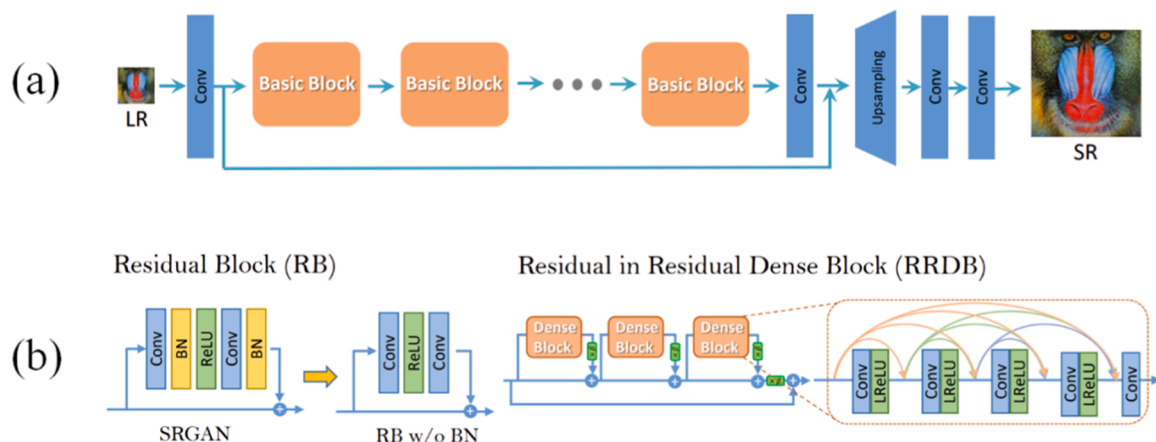 (a)
LR
Conv
Basic Block
Basic Block
Basic Block
Conv
Upsampling
Conv
Conv
SR
(b)
Residual Block (RB)
Conv
BN
ReLU
Conv
BN
SRGAN
Conv
ReLU
Conv
RB w/o BN
Residual in Residual Dense Block (RRDB)
Dense
Block
Dense
Block
Dense
Block
×β
×β
×β
×β
Conv
LReLU
Conv
LReLU
Conv
LReLU
Conv
LReLU
Conv